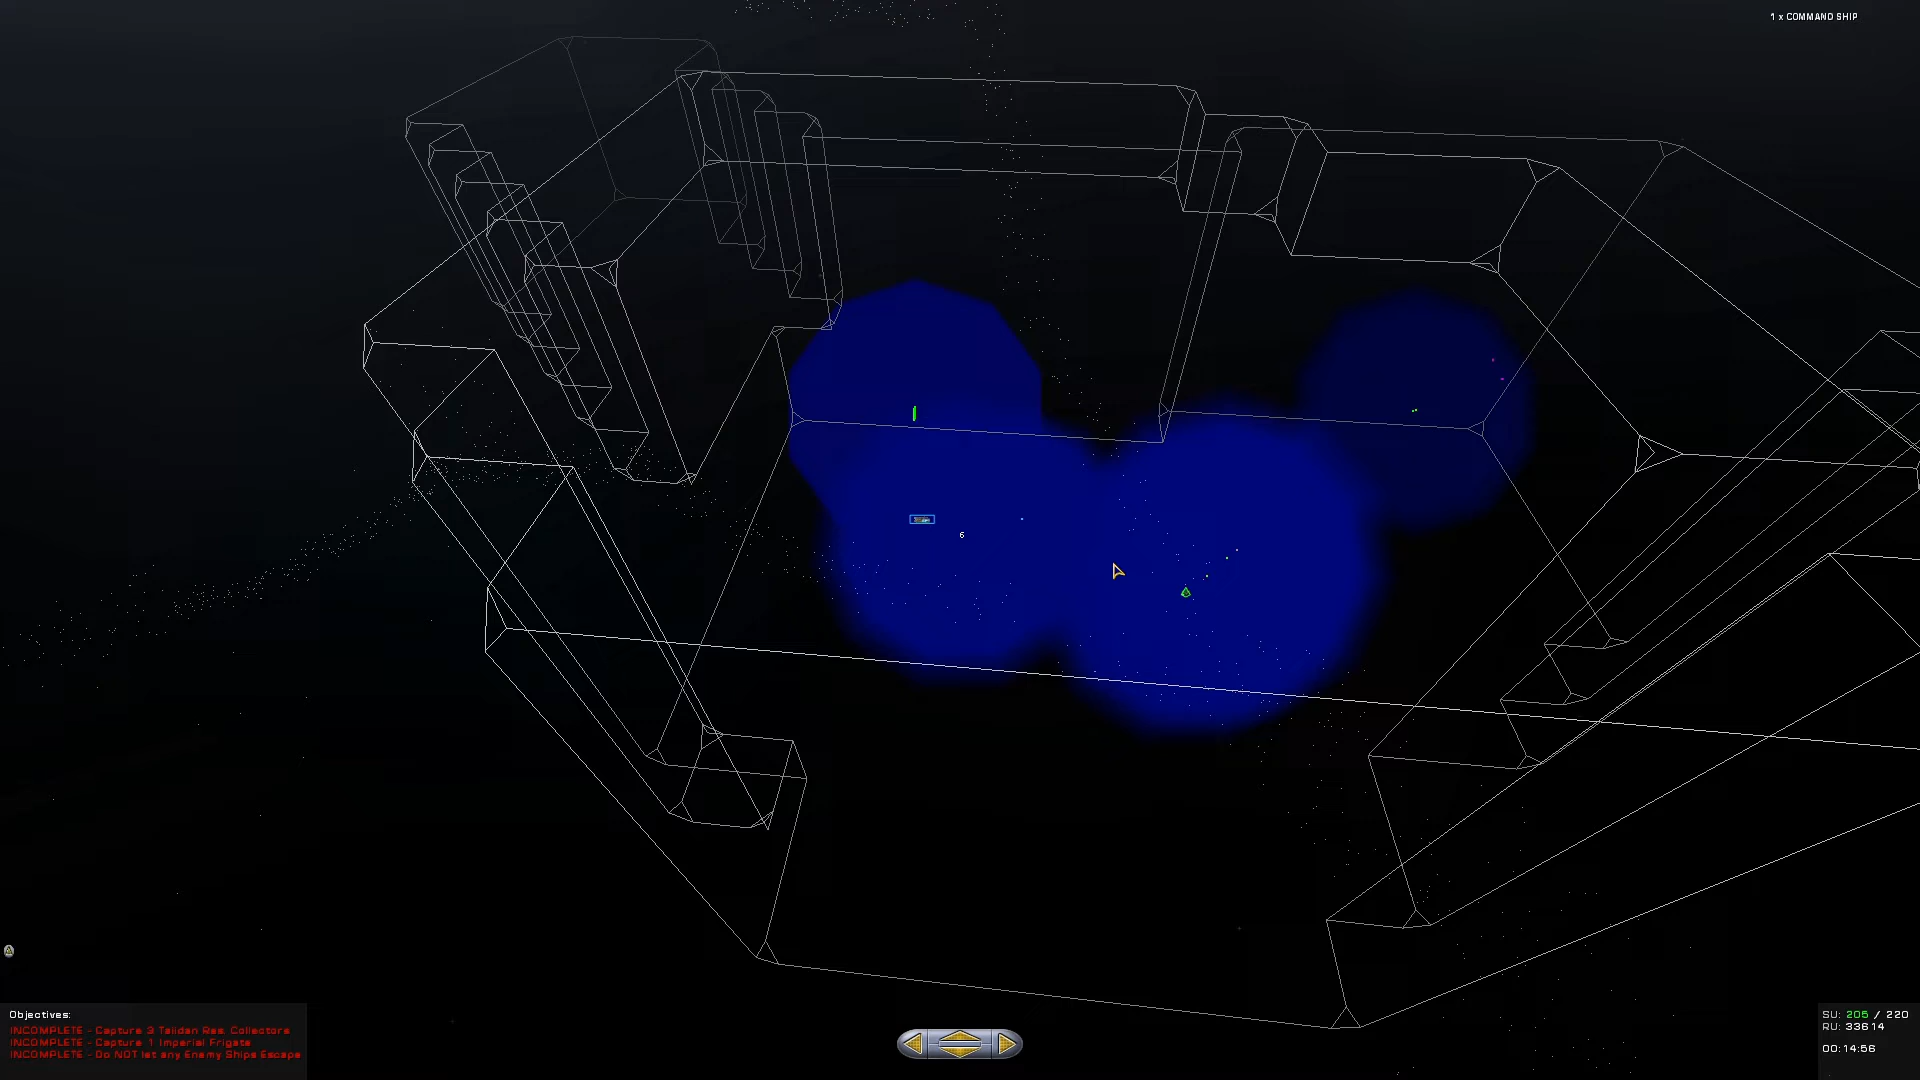 1 x COMMAND SHIP
6
Objectives:
INCOMPLETE - Capture 3 Taiidan Res. Collectors
INCOMPLETE - Capture 1 Imperial Frigate
INCOMPLETE - Do NOT let any Enemy Ships Escape
SU: 205 / 220
RU: 33614
00:14:56